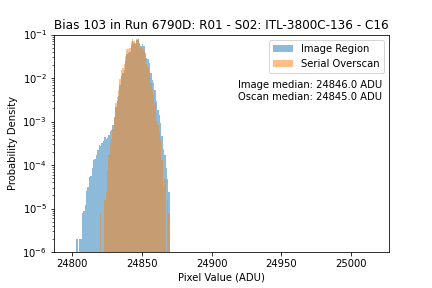 Bias 103 in Run 6790D: R01 - S02: ITL-3800C-136 - C16
Image Region
Serial Overscan
Image median: 24846.0 ADU
Oscan median: 24845.0 ADU
Probability Density
10⁻¹
10⁻²
10⁻³
10⁻⁴
10⁻⁵
10⁻⁶
24800 24850 24900 24950 25000
Pixel Value (ADU)